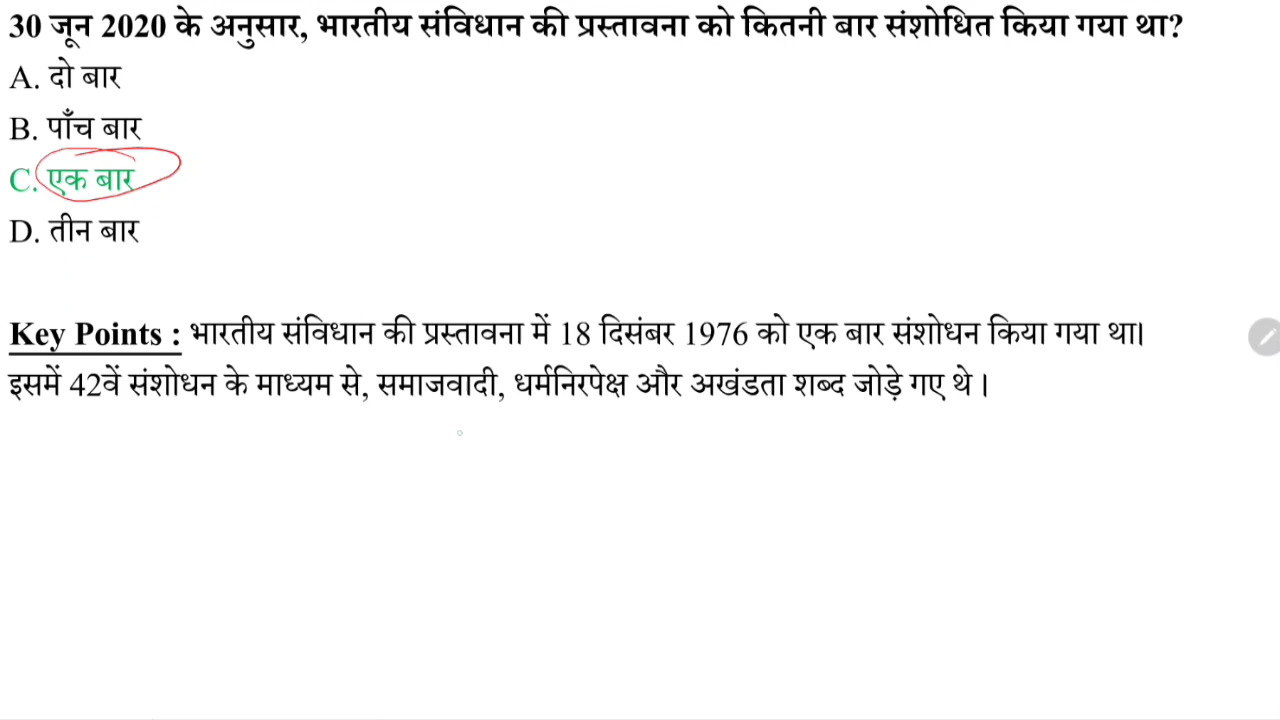 30 जून 2020 के अनुसार, भारतीय संविधान की प्रस्तावना को कितनी बार संशोधित किया गया था?
A. दो बार
B. पाँच बार
C. एक बार
D. तीन बार
Key Points : भारतीय संविधान की प्रस्तावना में 18 दिसंबर 1976 को एक बार संशोधन किया गया था।
इसमें 42वें संशोधन के माध्यम से, समाजवादी, धर्मनिरपेक्ष और अखंडता शब्द जोड़े गए थे ।